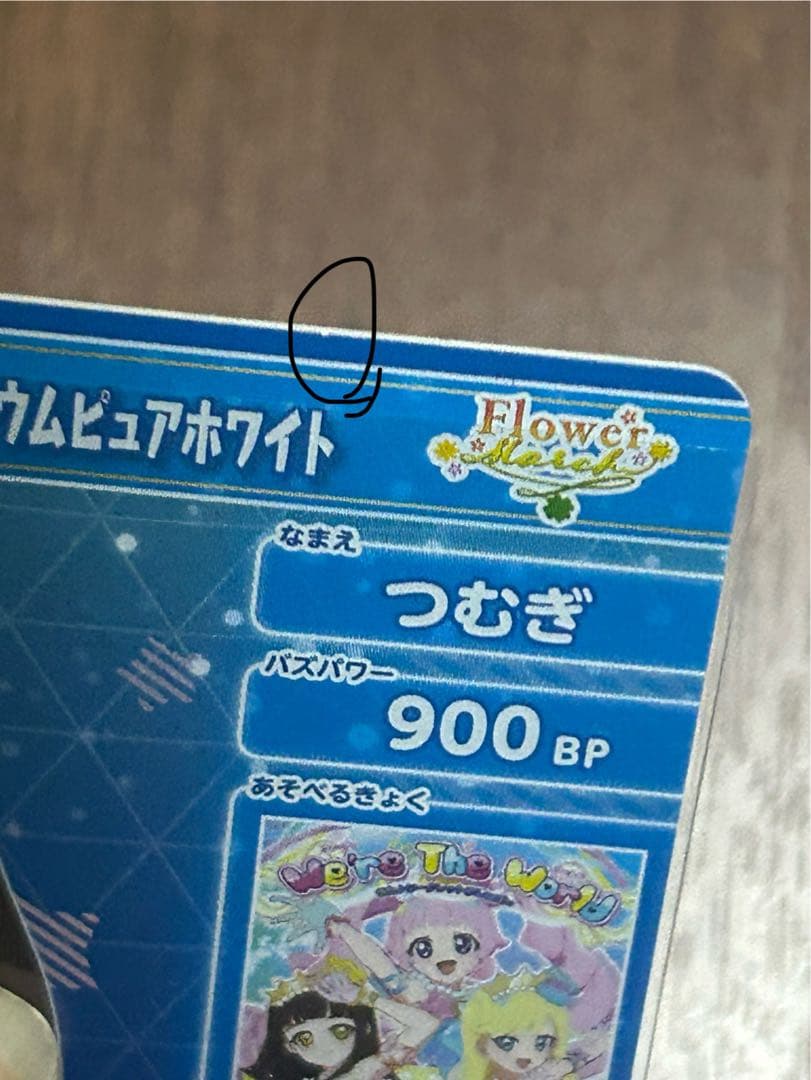 ウムピュアホワイト
Flower
March
なまえ
つむぎ
バズパワー
900 BP
あそべるきょく
We're The World